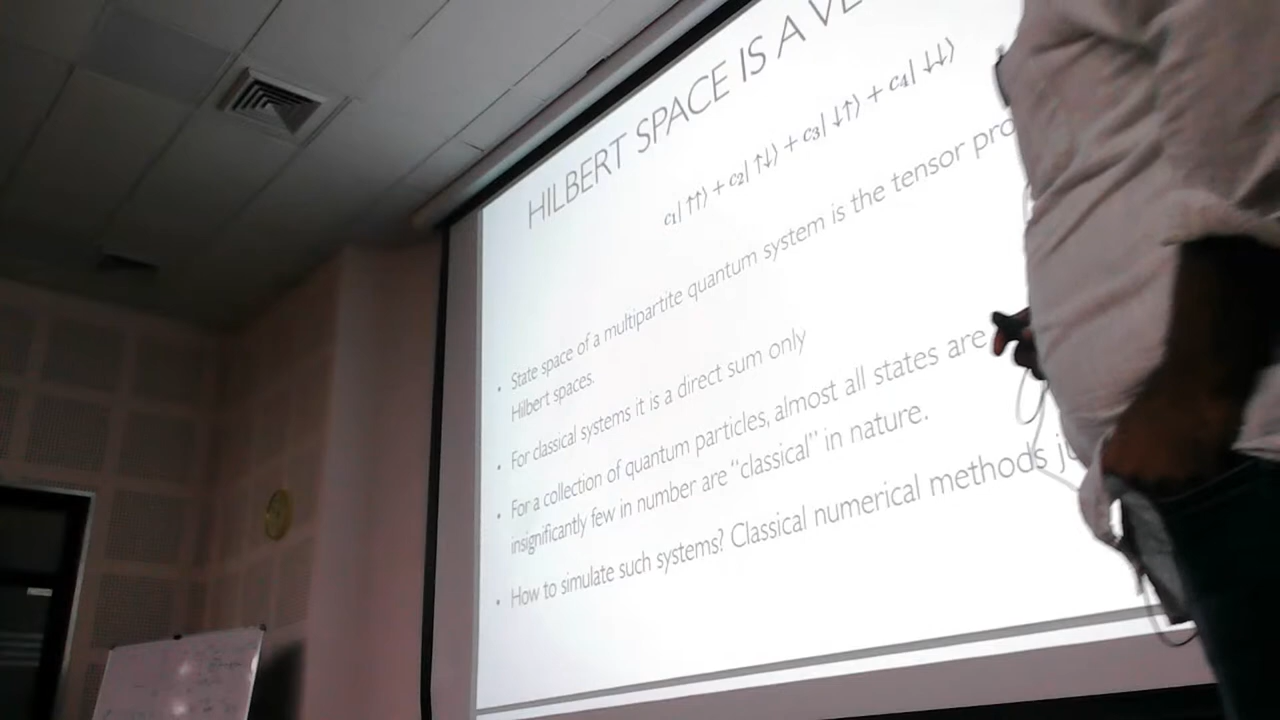 HILBERT SPACE IS A VE
c₁| ↑↑⟩ + c₂| ↑↓⟩ + c₃| ↓↑⟩ + c₄| ↓↓⟩
• State space of a multipartite quantum system is the tensor pro
Hilbert spaces.
• For classical systems it is a direct sum only
• For a collection of quantum particles, almost all states are
insignificantly few in number are “classical” in nature.
• How to simulate such systems? Classical numerical methods